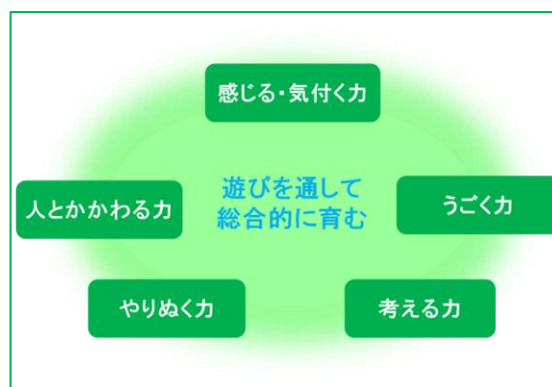 感じる・気付く力
人とかかわる力
遊びを通して
総合的に育む
うごく力
やりぬく力
考える力